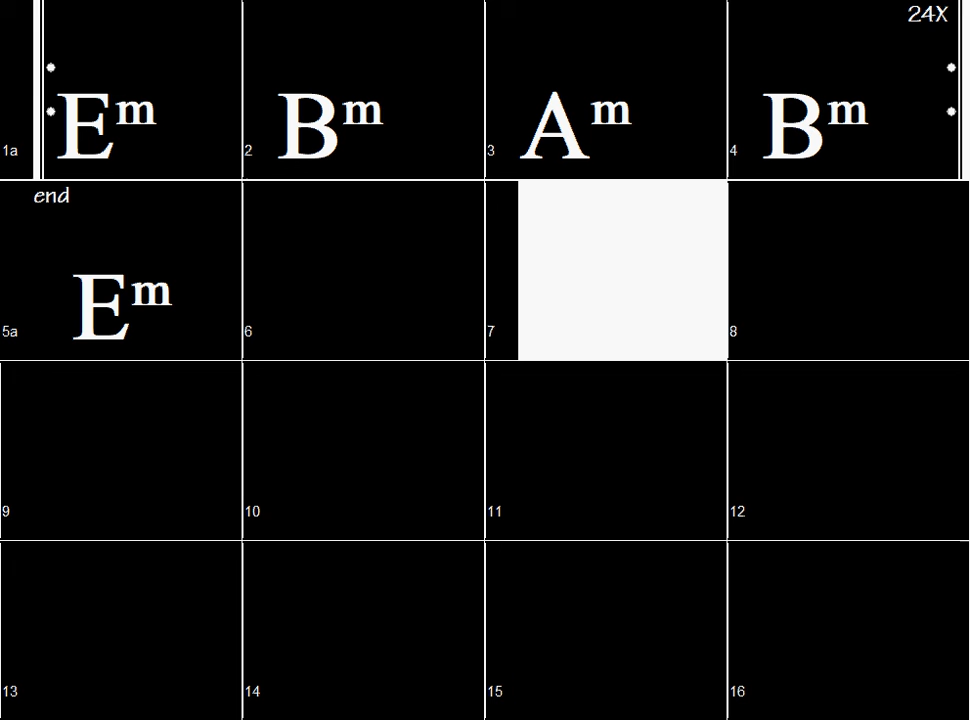 24X
Em Bm Am Bm
1a 2 3 4
end
Em
5a 6 7 8
9 10 11 12
13 14 15 16